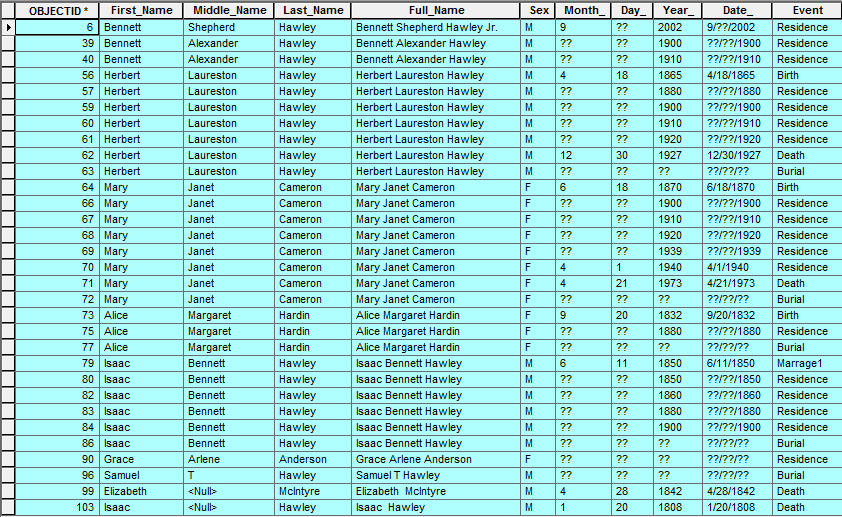 OBJECTID * First_Name Middle_Name Last_Name Full_Name Sex Month_ Day_ Year_ Date_ Event
6 Bennett Shepherd Hawley Bennett Shepherd Hawley Jr. M 9 ?? 2002 9/??/2002 Residence
39 Bennett Alexander Hawley Bennett Alexander Hawley M ?? ?? 1900 ??/??/1900 Residence
40 Bennett Alexander Hawley Bennett Alexander Hawley M ?? ?? 1910 ??/??/1910 Residence
56 Herbert Laureston Hawley Herbert Laureston Hawley M 4 18 1865 4/18/1865 Birth
57 Herbert Laureston Hawley Herbert Laureston Hawley M ?? ?? 1880 ??/??/1880 Residence
59 Herbert Laureston Hawley Herbert Laureston Hawley M ?? ?? 1900 ??/??/1900 Residence
60 Herbert Laureston Hawley Herbert Laureston Hawley M ?? ?? 1910 ??/??/1910 Residence
61 Herbert Laureston Hawley Herbert Laureston Hawley M ?? ?? 1920 ??/??/1920 Residence
62 Herbert Laureston Hawley Herbert Laureston Hawley M 12 30 1927 12/30/1927 Death
63 Herbert Laureston Hawley Herbert Laureston Hawley M ?? ?? ?? ??/??/?? Burial
64 Mary Janet Cameron Mary Janet Cameron F 6 18 1870 6/18/1870 Birth
66 Mary Janet Cameron Mary Janet Cameron F ?? ?? 1900 ??/??/1900 Residence
67 Mary Janet Cameron Mary Janet Cameron F ?? ?? 1910 ??/??/1910 Residence
68 Mary Janet Cameron Mary Janet Cameron F ?? ?? 1920 ??/??/1920 Residence
69 Mary Janet Cameron Mary Janet Cameron F ?? ?? 1939 ??/??/1939 Residence
70 Mary Janet Cameron Mary Janet Cameron F 4 1 1940 4/1/1940 Residence
71 Mary Janet Cameron Mary Janet Cameron F 4 21 1973 4/21/1973 Death
72 Mary Janet Cameron Mary Janet Cameron F ?? ?? ?? ??/??/?? Burial
73 Alice Margaret Hardin Alice Margaret Hardin F 9 20 1832 9/20/1832 Birth
75 Alice Margaret Hardin Alice Margaret Hardin F ?? ?? 1880 ??/??/1880 Residence
77 Alice Margaret Hardin Alice Margaret Hardin F ?? ?? ?? ??/??/?? Burial
79 Isaac Bennett Hawley Isaac Bennett Hawley M 6 11 1850 6/11/1850 Marrage1
80 Isaac Bennett Hawley Isaac Bennett Hawley M ?? ?? 1850 ??/??/1850 Residence
82 Isaac Bennett Hawley Isaac Bennett Hawley M ?? ?? 1860 ??/??/1860 Residence
83 Isaac Bennett Hawley Isaac Bennett Hawley M ?? ?? 1880 ??/??/1880 Residence
84 Isaac Bennett Hawley Isaac Bennett Hawley M ?? ?? 1900 ??/??/1900 Residence
86 Isaac Bennett Hawley Isaac Bennett Hawley M ?? ?? ?? ??/??/?? Burial
90 Grace Arlene Anderson Grace Arlene Anderson F ?? ?? ?? ??/??/?? Residence
96 Samuel T Hawley Samuel T Hawley M ?? ?? ?? ??/??/?? Burial
99 Elizabeth <Null> McIntyre Elizabeth McIntyre M 4 28 1842 4/28/1842 Death
103 Isaac <Null> Hawley Isaac Hawley M 1 20 1808 1/20/1808 Death